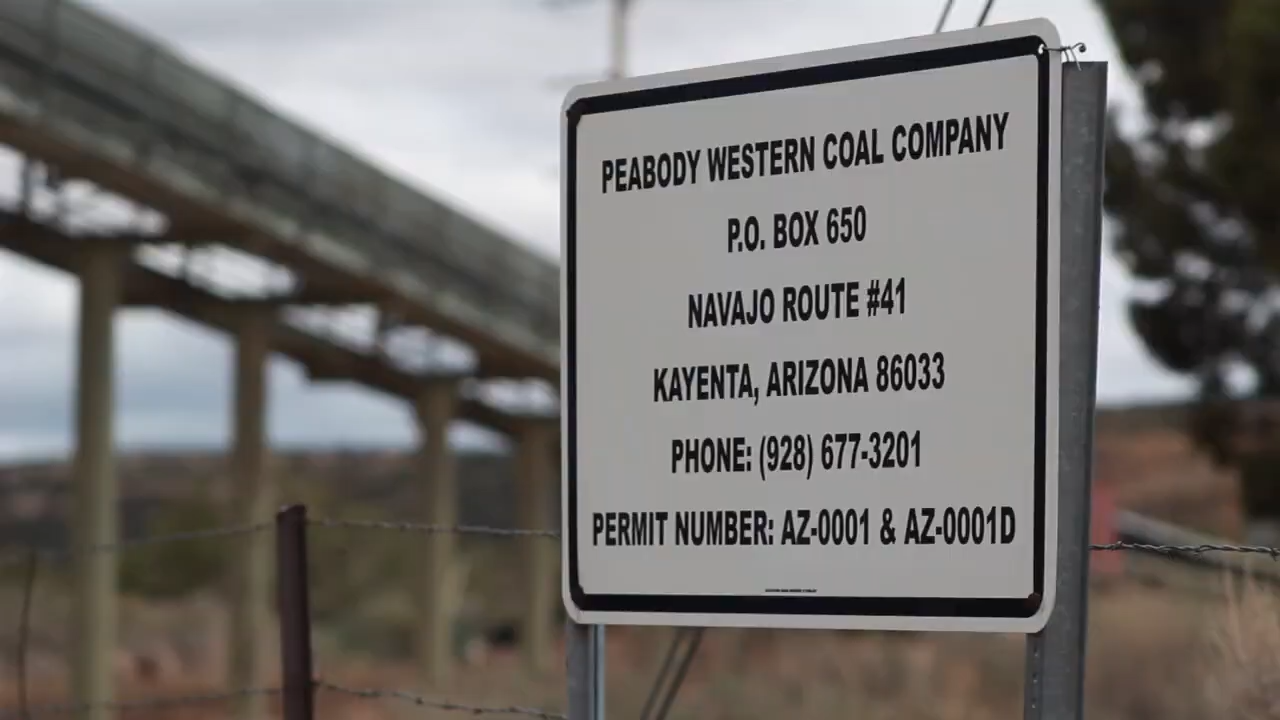 PEABODY WESTERN COAL COMPANY
P.O. BOX 650
NAVAJO ROUTE #41
KAYENTA, ARIZONA 86033
PHONE: (928) 677-3201
PERMIT NUMBER: AZ-0001 & AZ-0001D